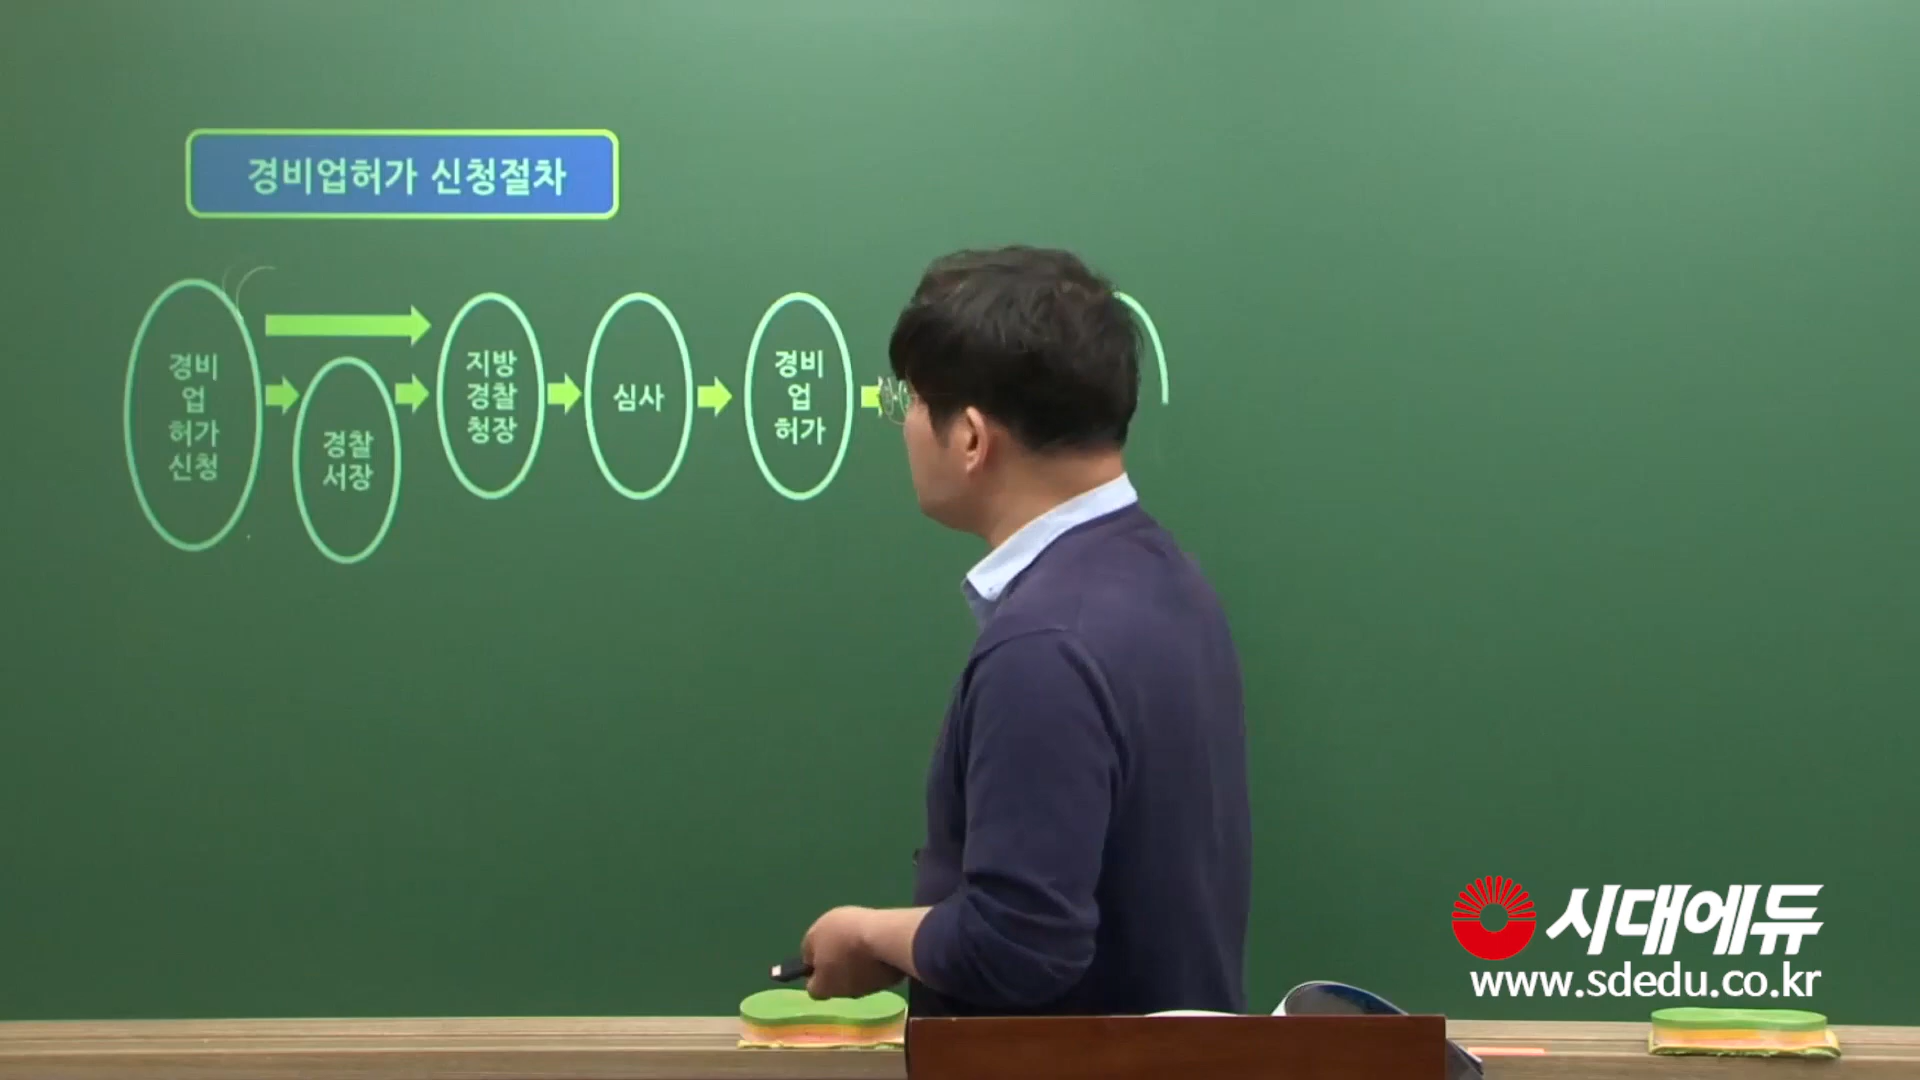 경비업허가 신청절차
경비
업
허가
신청
경찰
서장
지방
경찰
청장
심사
경비
업
허가
시대에듀
www.sdedu.co.kr